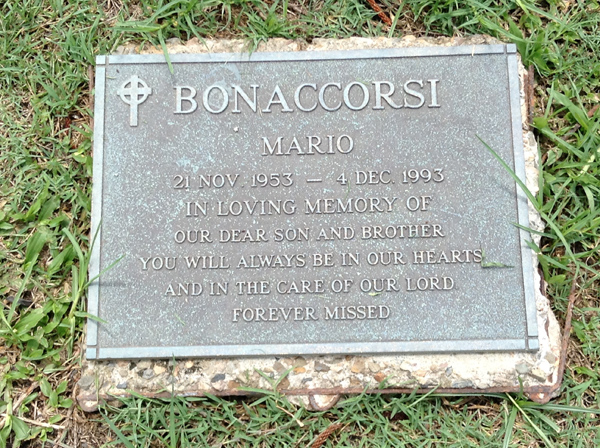 BONACCORSI
MARIO
21 NOV. 1953 — 4 DEC. 1993
IN LOVING MEMORY OF
OUR DEAR SON AND BROTHER
YOU WILL ALWAYS BE IN OUR HEARTS
AND IN THE CARE OF OUR LORD
FOREVER MISSED